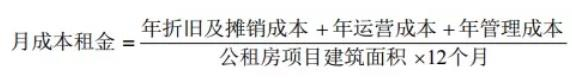 月成本租金 = 年折旧及摊销成本 + 年运营成本 + 年管理成本
公租房项目建筑面积 ×12个月